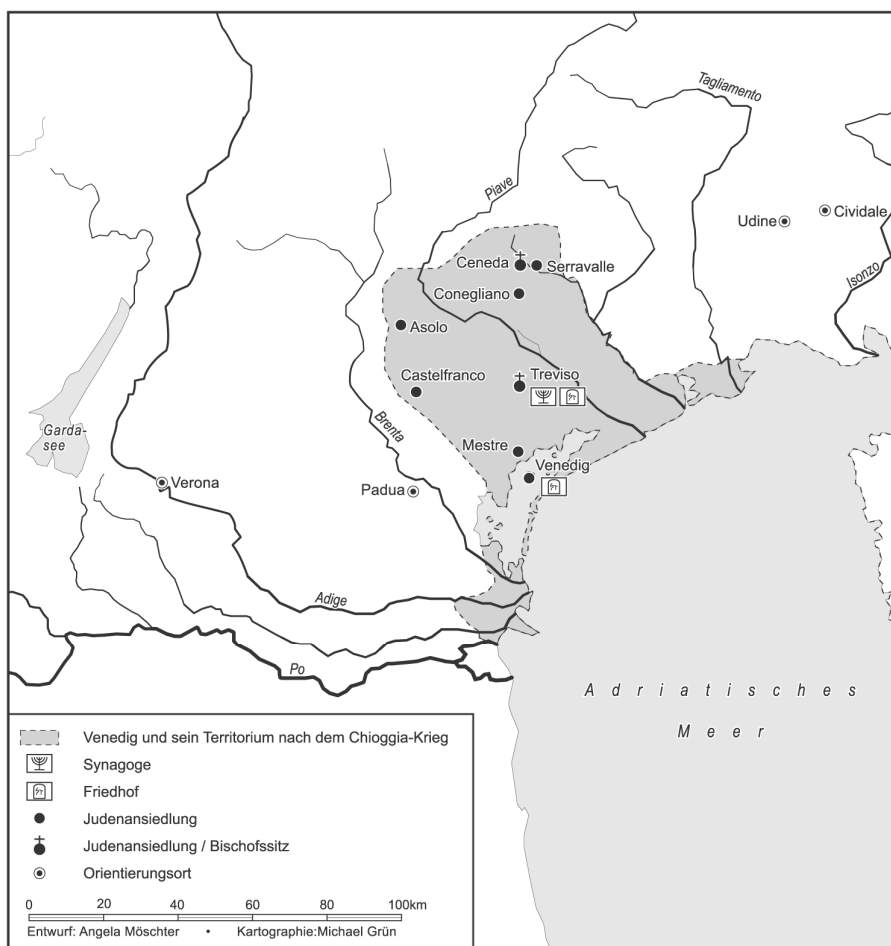 Tagliamento
Piave
Cividale
Udine
Isonzo
Ceneda
Serravalle
Conegliano
Asolo
Treviso
Castelfranco
Brenta
Garda-
see
Mestre
Venedig
Verona
Padua
Adige
Po
Adriatisches
Meer
Venedig und sein Territorium nach dem Chioggia-Krieg
Synagoge
Friedhof
Judenansiedlung
Judenansiedlung / Bischofssitz
Orientierungsort
0 20 40 60 80 100km
Entwurf: Angela Möschter • Kartographie:Michael Grün